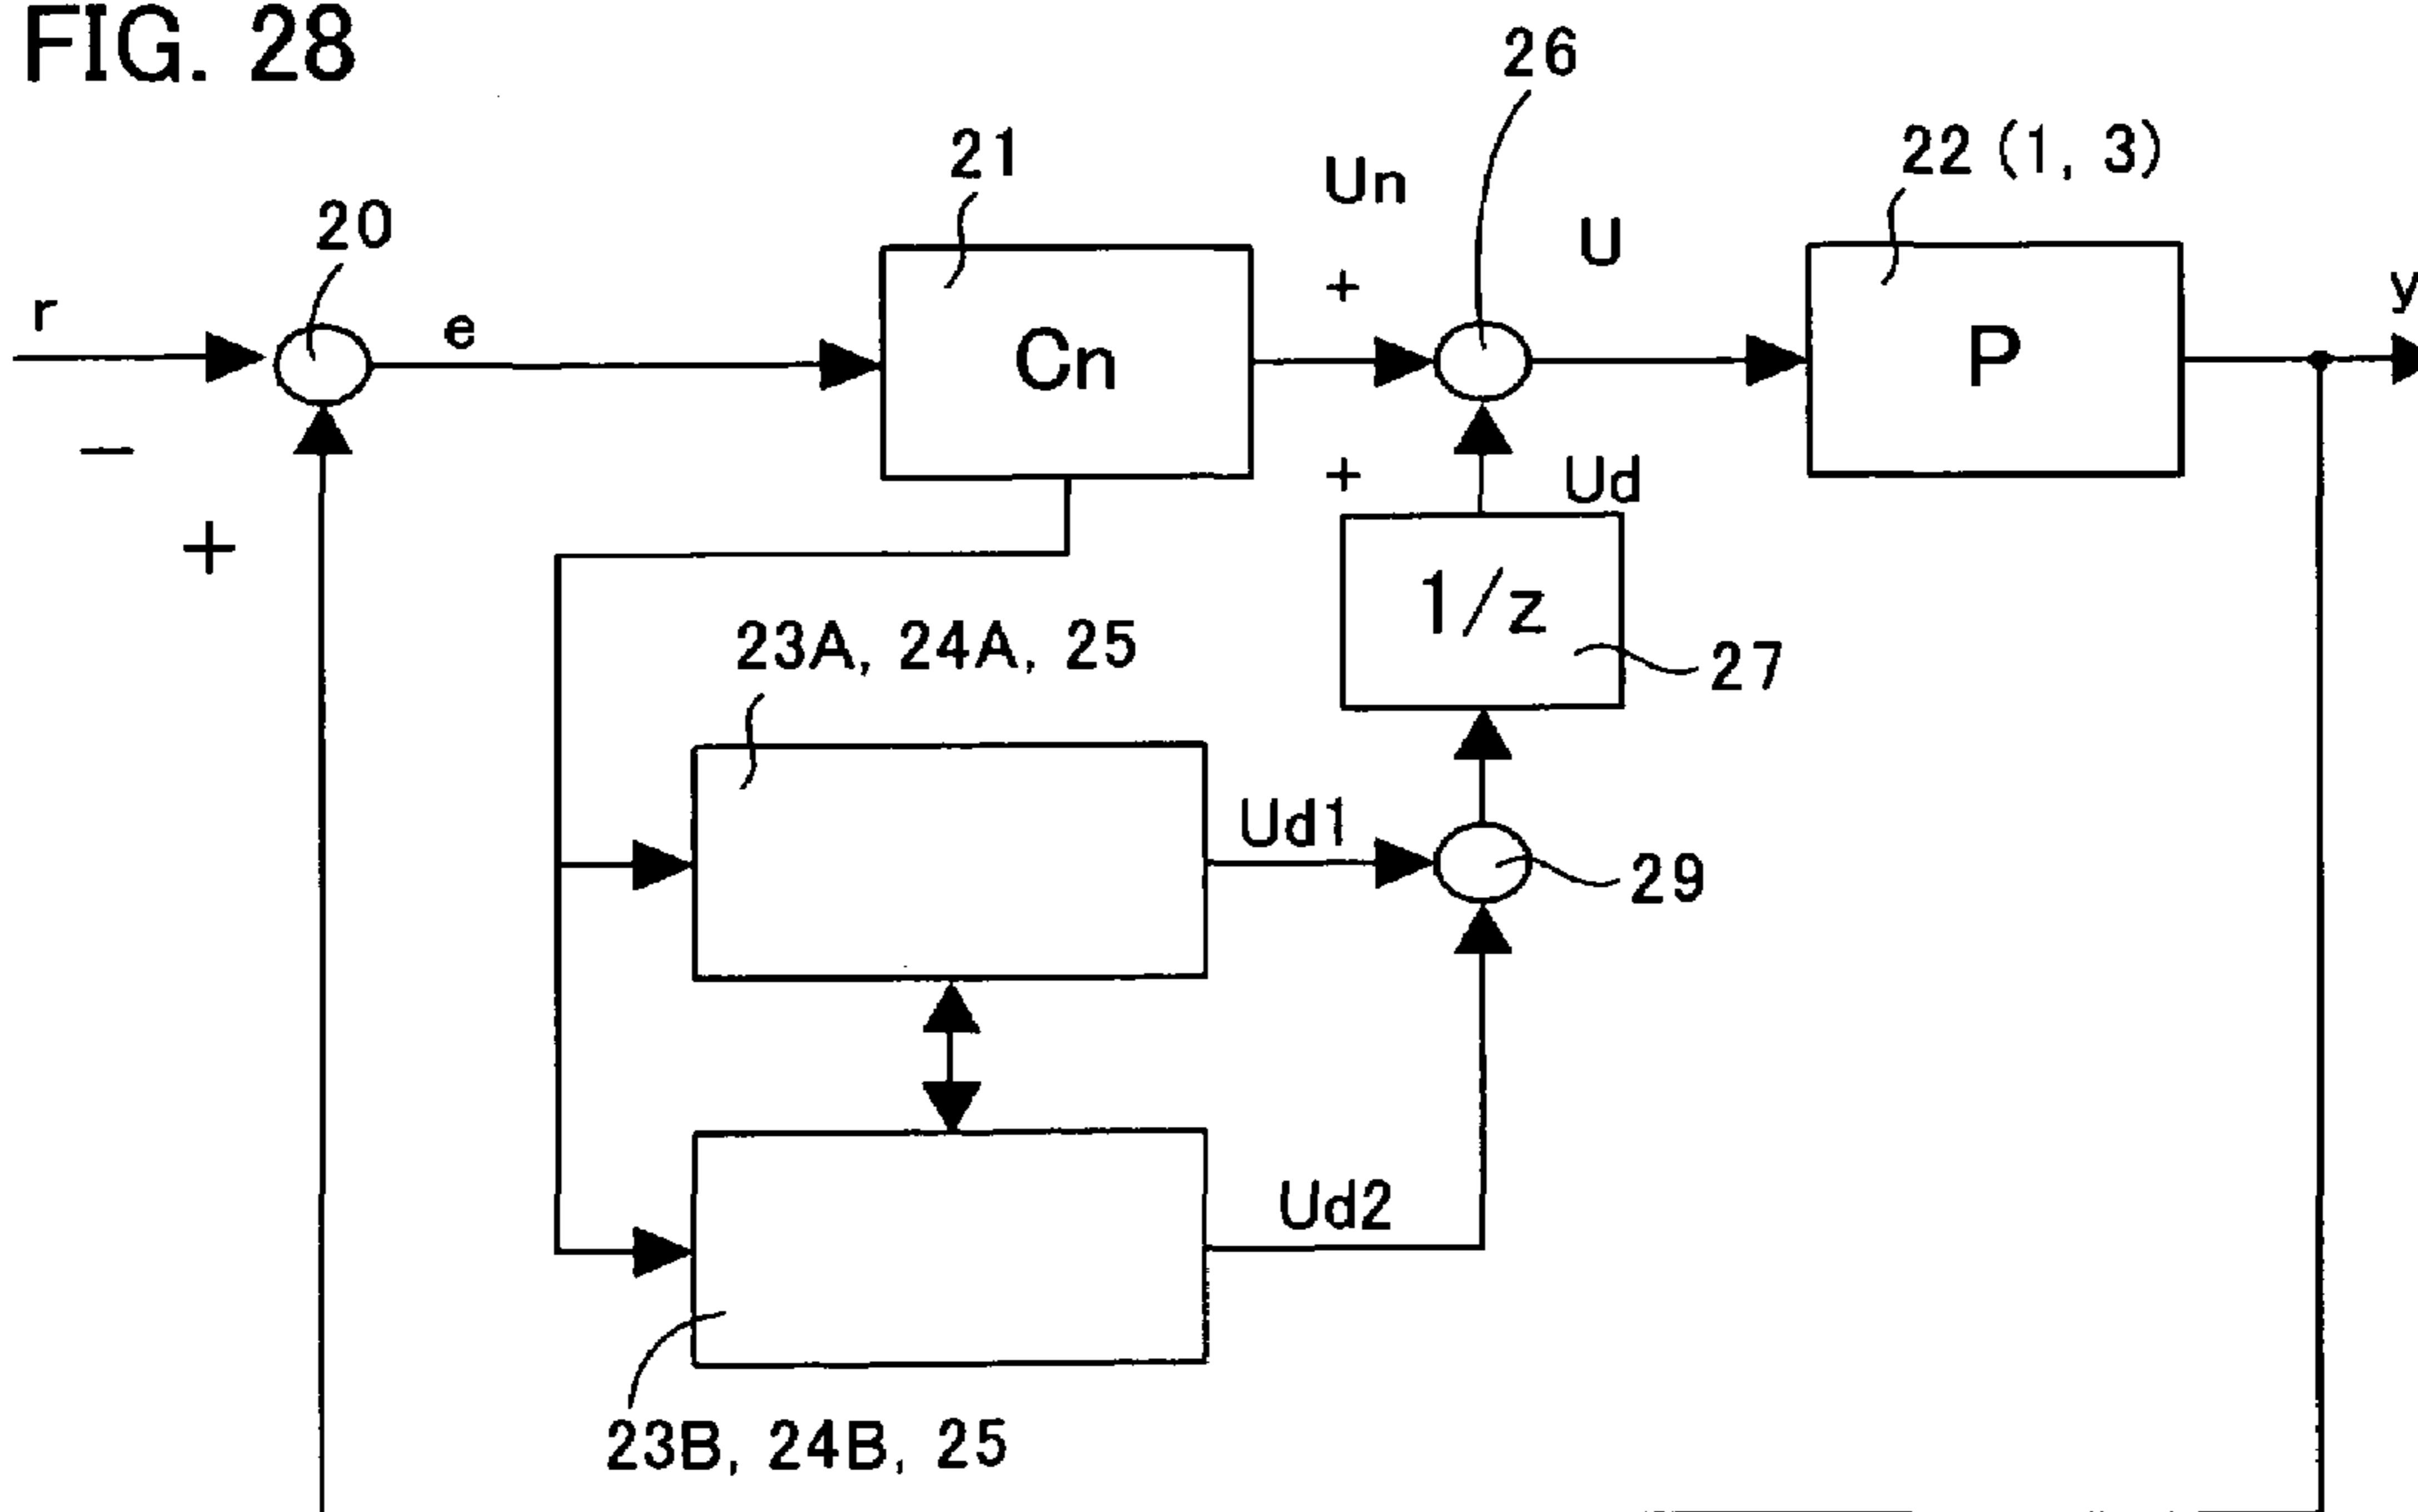 FIG. 28
26
21
22 (1, 3)
Un
20
U
r
e
+
y
Cn
P
−
+
Ud
+
1/z
23A, 24A, 25
27
Ud1
29
Ud2
23B, 24B, 25